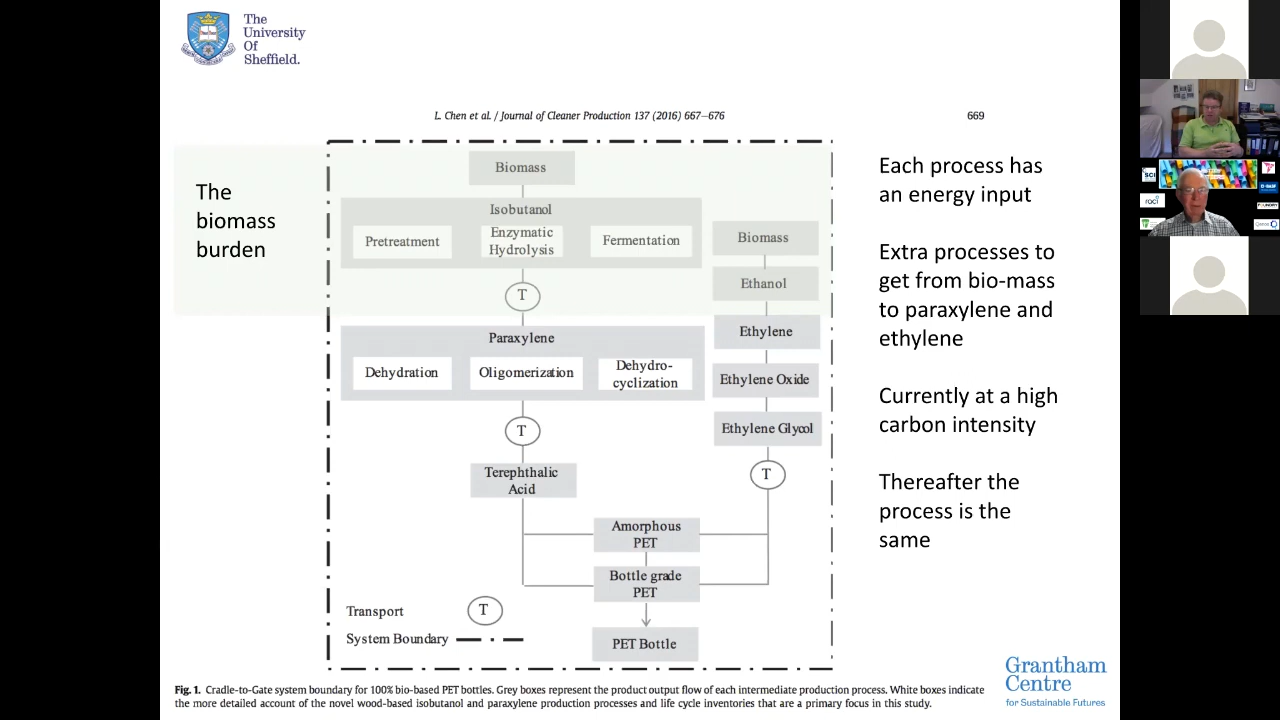 The
University
Of
Sheffield.
L. Chen et al. / Journal of Cleaner Production 137 (2016) 667–676
669
The
biomass
burden
Biomass
Isobutanol
Pretreatment
Enzymatic
Hydrolysis
Fermentation
T
Biomass
Ethanol
Ethylene
Ethylene Oxide
Ethylene Glycol
T
Paraxylene
Dehydration
Oligomerization
Dehydro-
cyclization
T
Terephthalic
Acid
Amorphous
PET
Bottle grade
PET
PET Bottle
Transport
T
System Boundary
Each process has
an energy input
Extra processes to
get from bio-mass
to paraxylene and
ethylene
Currently at a high
carbon intensity
Thereafter the
process is the
same
Fig. 1. Cradle-to-Gate system boundary for 100% bio-based PET bottles. Grey boxes represent the product output flow of each intermediate production process. White boxes indicate
the more detailed account of the novel wood-based isobutanol and paraxylene production processes and life cycle inventories that are a primary focus in this study.
Grantham
Centre
for Sustainable Futures
SCI
raci